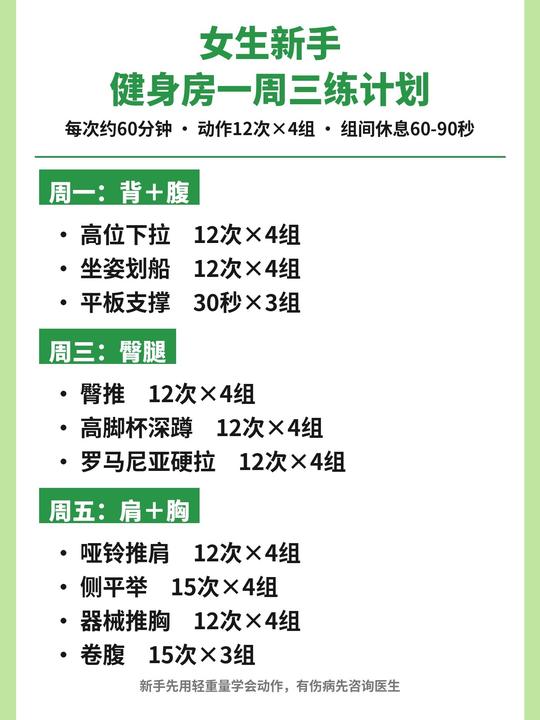 女生新手
健身房一周三练计划
每次约60分钟 · 动作12次×4组 · 组间休息60-90秒
周一：背＋腹
· 高位下拉 12次×4组
· 坐姿划船 12次×4组
· 平板支撑 30秒×3组
周三：臀腿
· 臀推 12次×4组
· 高脚杯深蹲 12次×4组
· 罗马尼亚硬拉 12次×4组
周五：肩＋胸
· 哑铃推肩 12次×4组
· 侧平举 15次×4组
· 器械推胸 12次×4组
· 卷腹 15次×3组
新手先用轻重量学会动作，有伤病先咨询医生